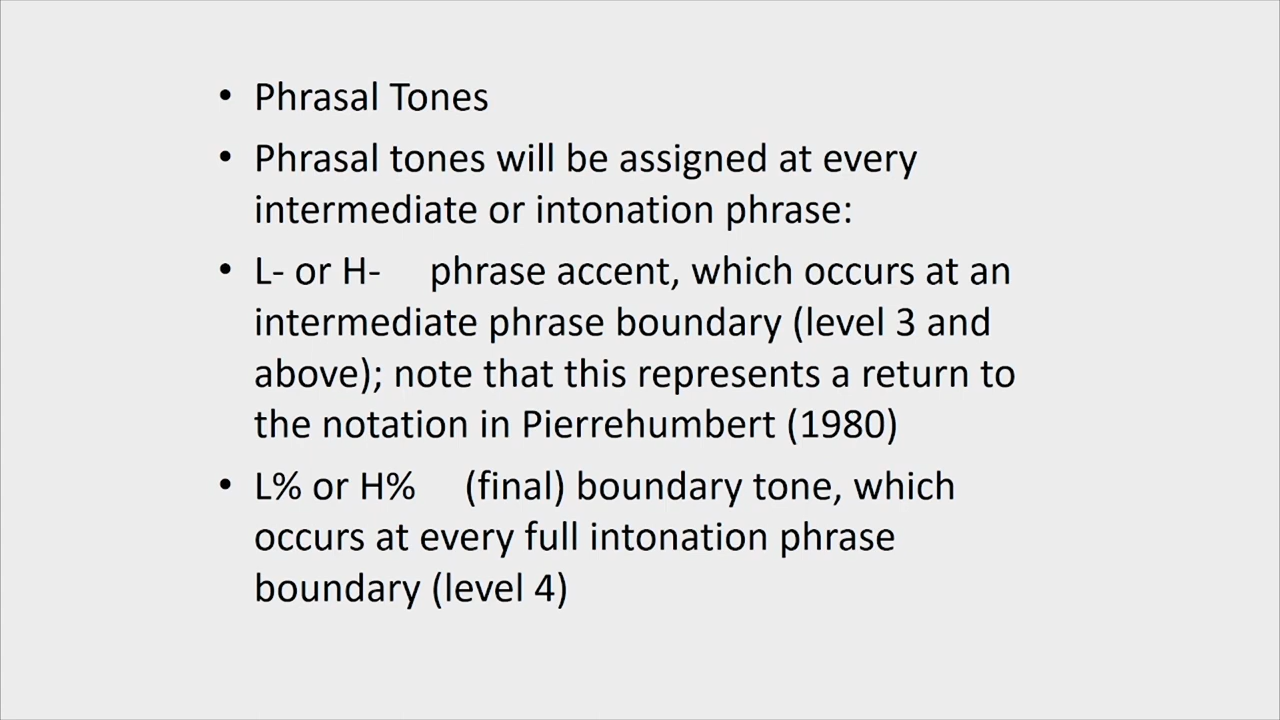 • Phrasal Tones
• Phrasal tones will be assigned at every
intermediate or intonation phrase:
• L- or H- phrase accent, which occurs at an
intermediate phrase boundary (level 3 and
above); note that this represents a return to
the notation in Pierrehumbert (1980)
• L% or H% (final) boundary tone, which
occurs at every full intonation phrase
boundary (level 4)